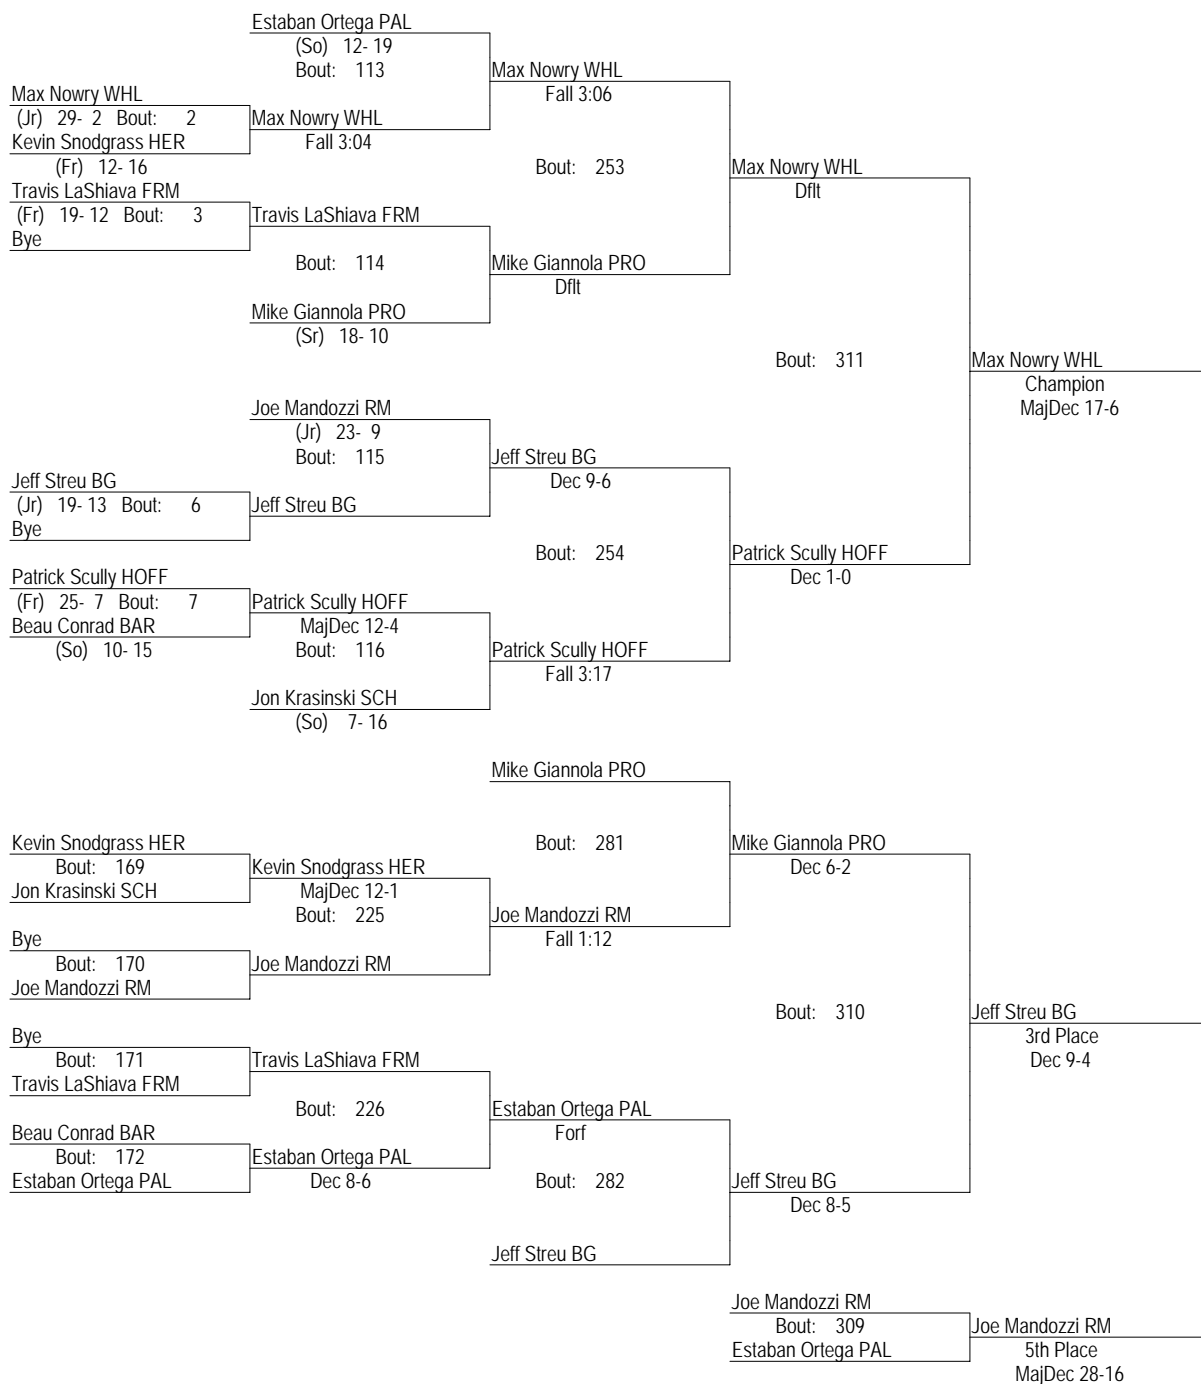 Estaban Ortega PAL
(So) 12- 19
Bout: 113
Max Nowry WHL
Fall 3:06
Max Nowry WHL
(Jr) 29- 2 Bout: 2
Kevin Snodgrass HER
(Fr) 12- 16
Max Nowry WHL
Fall 3:04
Bout: 253
Max Nowry WHL
Dflt
Travis LaShiava FRM
(Fr) 19- 12 Bout: 3
Bye
Travis LaShiava FRM
Bout: 114
Mike Giannola PRO
Dflt
Mike Giannola PRO
(Sr) 18- 10
Bout: 311
Max Nowry WHL
Champion
MajDec 17-6
Joe Mandozzi RM
(Jr) 23- 9
Bout: 115
Jeff Streu BG
Dec 9-6
Jeff Streu BG
(Jr) 19- 13 Bout: 6
Bye
Jeff Streu BG
Bout: 254
Patrick Scully HOFF
Dec 1-0
Patrick Scully HOFF
(Fr) 25- 7 Bout: 7
Beau Conrad BAR
(So) 10- 15
Patrick Scully HOFF
MajDec 12-4
Bout: 116
Patrick Scully HOFF
Fall 3:17
Jon Krasinski SCH
(So) 7- 16
Mike Giannola PRO
Bout: 281
Mike Giannola PRO
Dec 6-2
Kevin Snodgrass HER
Bout: 169
Jon Krasinski SCH
Kevin Snodgrass HER
MajDec 12-1
Bout: 225
Joe Mandozzi RM
Fall 1:12
Bye
Bout: 170
Joe Mandozzi RM
Joe Mandozzi RM
Bout: 310
Jeff Streu BG
3rd Place
Dec 9-4
Bye
Bout: 171
Travis LaShiava FRM
Travis LaShiava FRM
Bout: 226
Estaban Ortega PAL
Forf
Beau Conrad BAR
Bout: 172
Estaban Ortega PAL
Estaban Ortega PAL
Dec 8-6
Bout: 282
Jeff Streu BG
Dec 8-5
Jeff Streu BG
Joe Mandozzi RM
Bout: 309
Estaban Ortega PAL
Joe Mandozzi RM
5th Place
MajDec 28-16